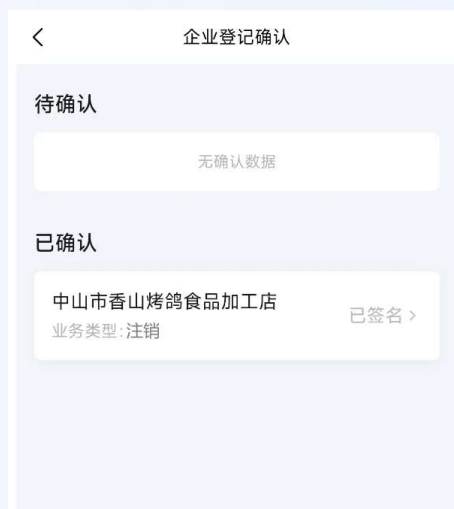 企业登记确认
待确认
无确认数据
已确认
中山市香山烤鸽食品加工店
已签名
业务类型:注销